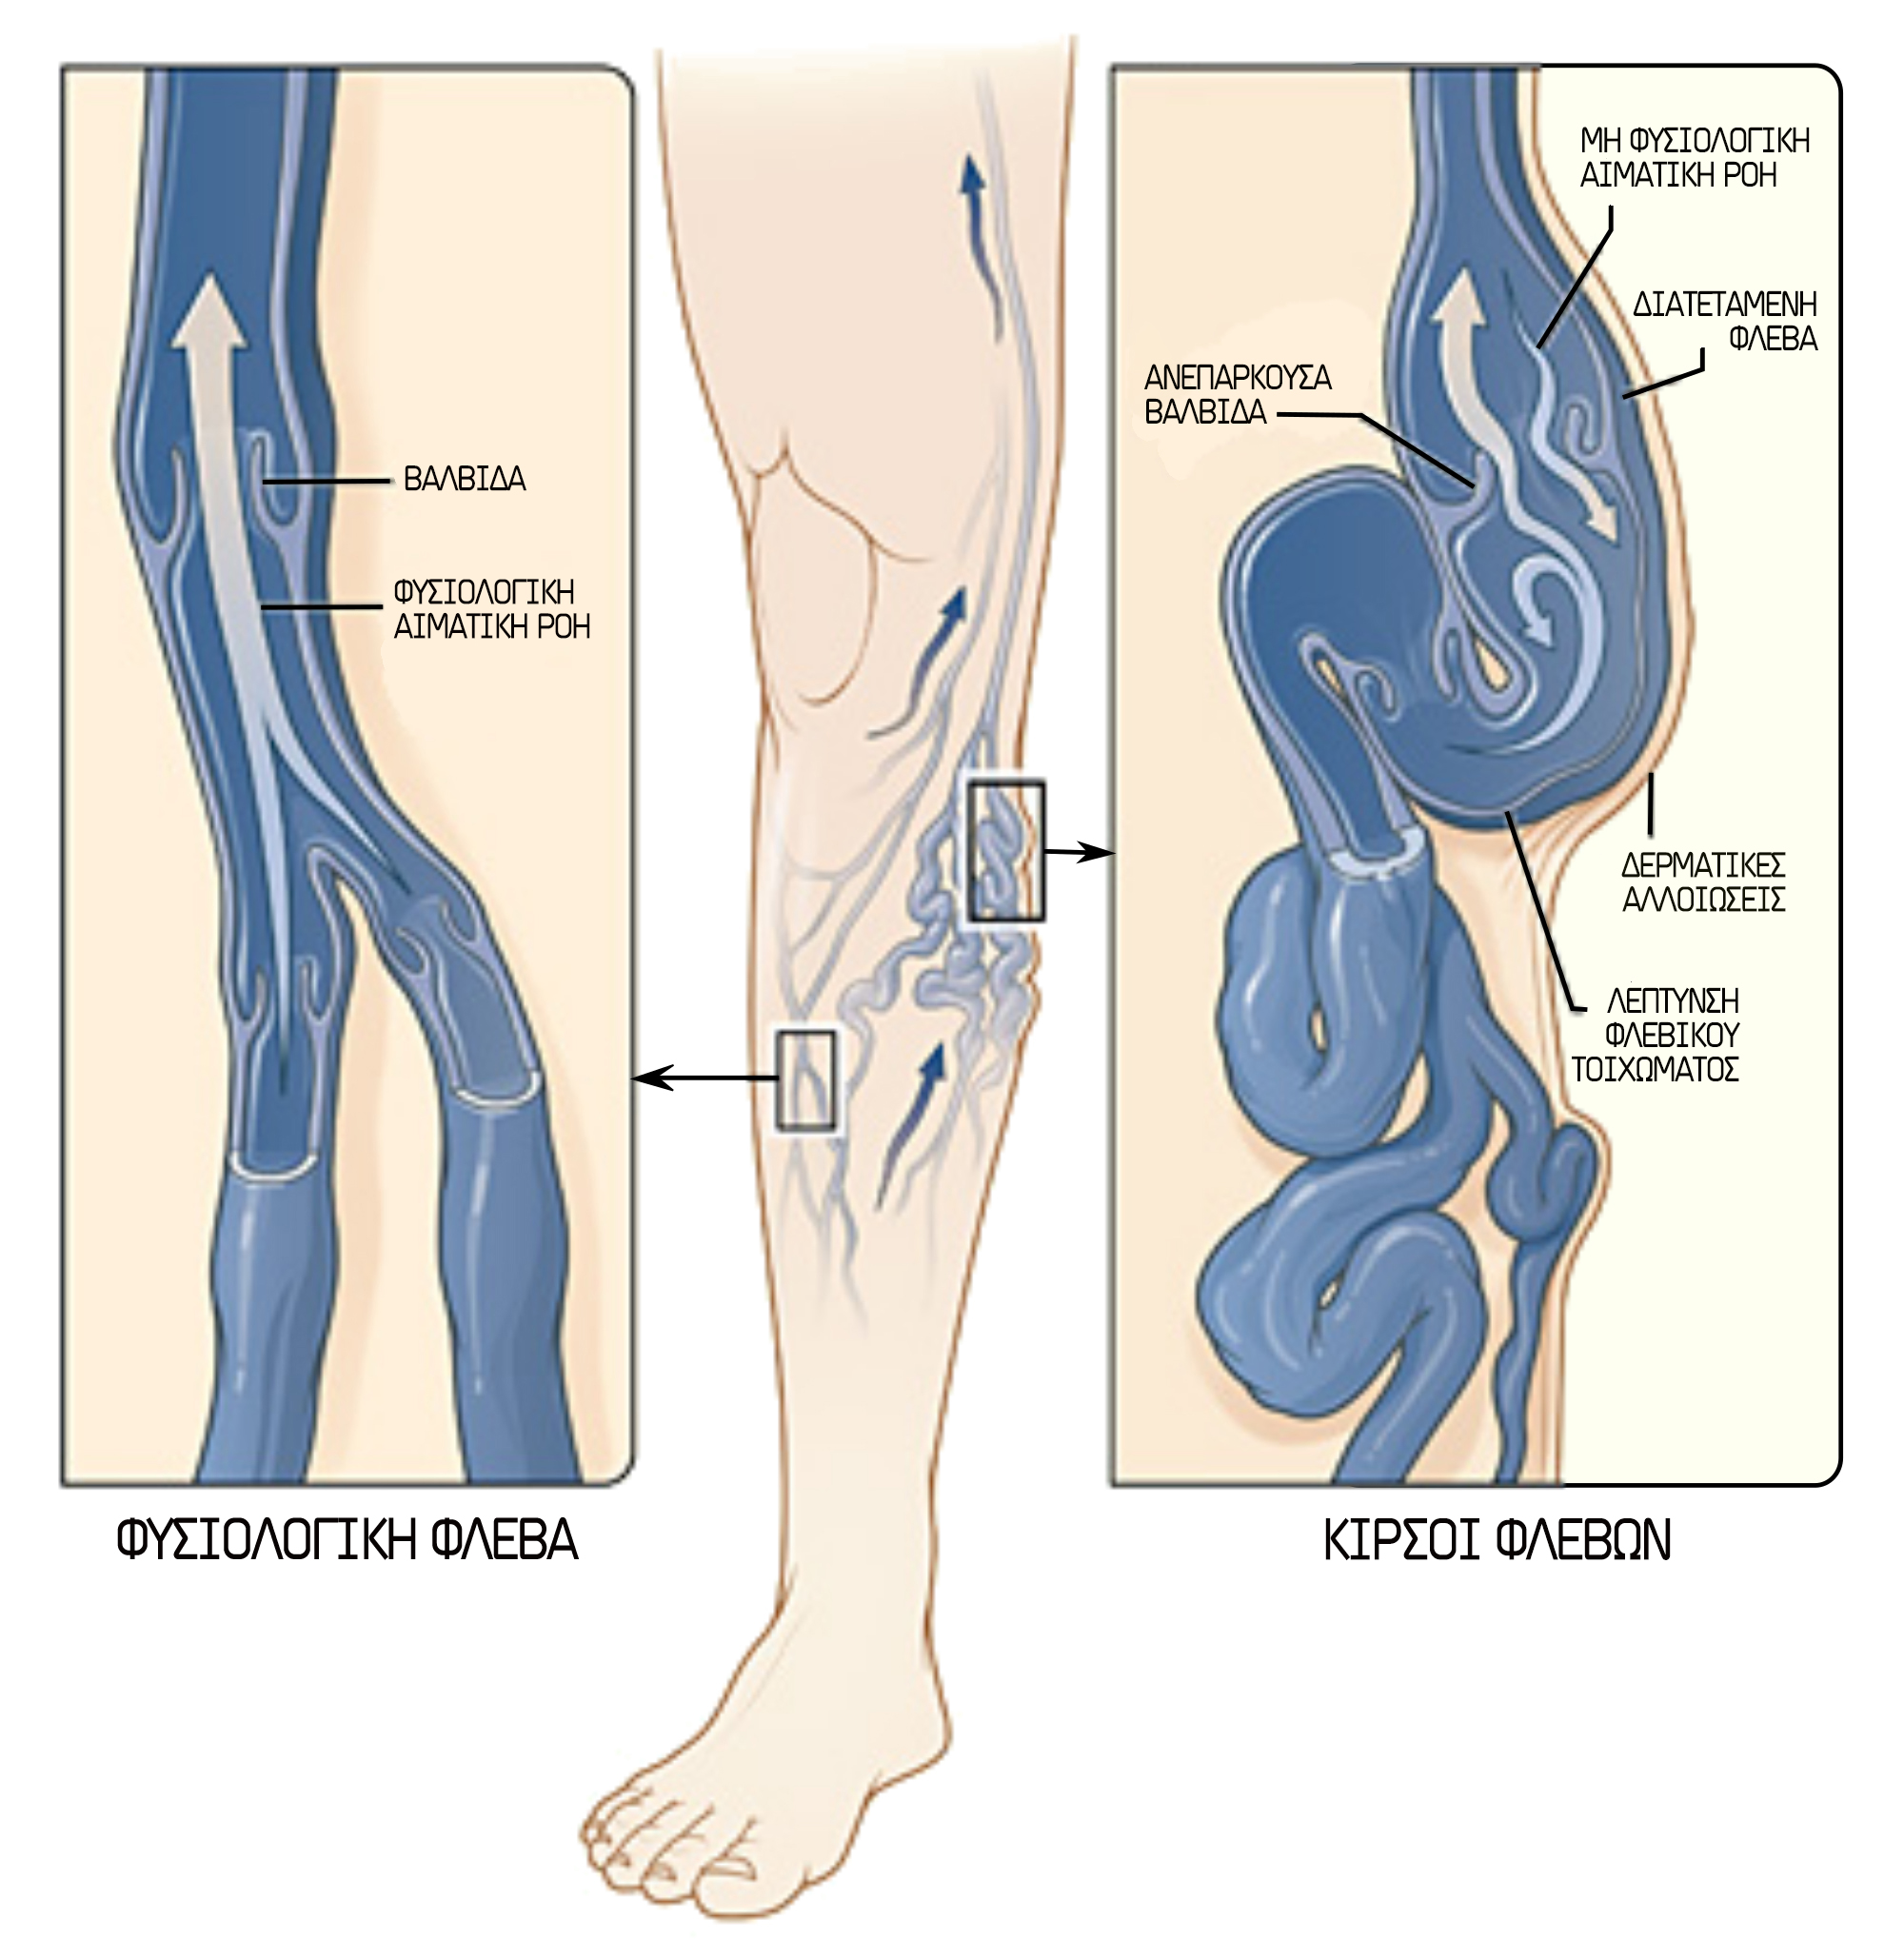 ΒΑΛΒΙΔΑ
ΦΥΣΙΟΛΟΓΙΚΗ
ΑΙΜΑΤΙΚΗ ΡΟΗ
ΦΥΣΙΟΛΟΓΙΚΗ ΦΛΕΒΑ
ΜΗ ΦΥΣΙΟΛΟΓΙΚΗ
ΑΙΜΑΤΙΚΗ ΡΟΗ
ΔΙΑΤΕΤΑΜΕΝΗ
ΦΛΕΒΑ
ΑΝΕΠΑΡΚΟΥΣΑ
ΒΑΛΒΙΔΑ
ΔΕΡΜΑΤΙΚΕΣ
ΑΛΛΟΙΩΣΕΙΣ
ΛΕΠΤΥΝΣΗ
ΦΛΕΒΙΚΟΥ
ΤΟΙΧΩΜΑΤΟΣ
ΚΙΡΣΟΙ ΦΛΕΒΩΝ